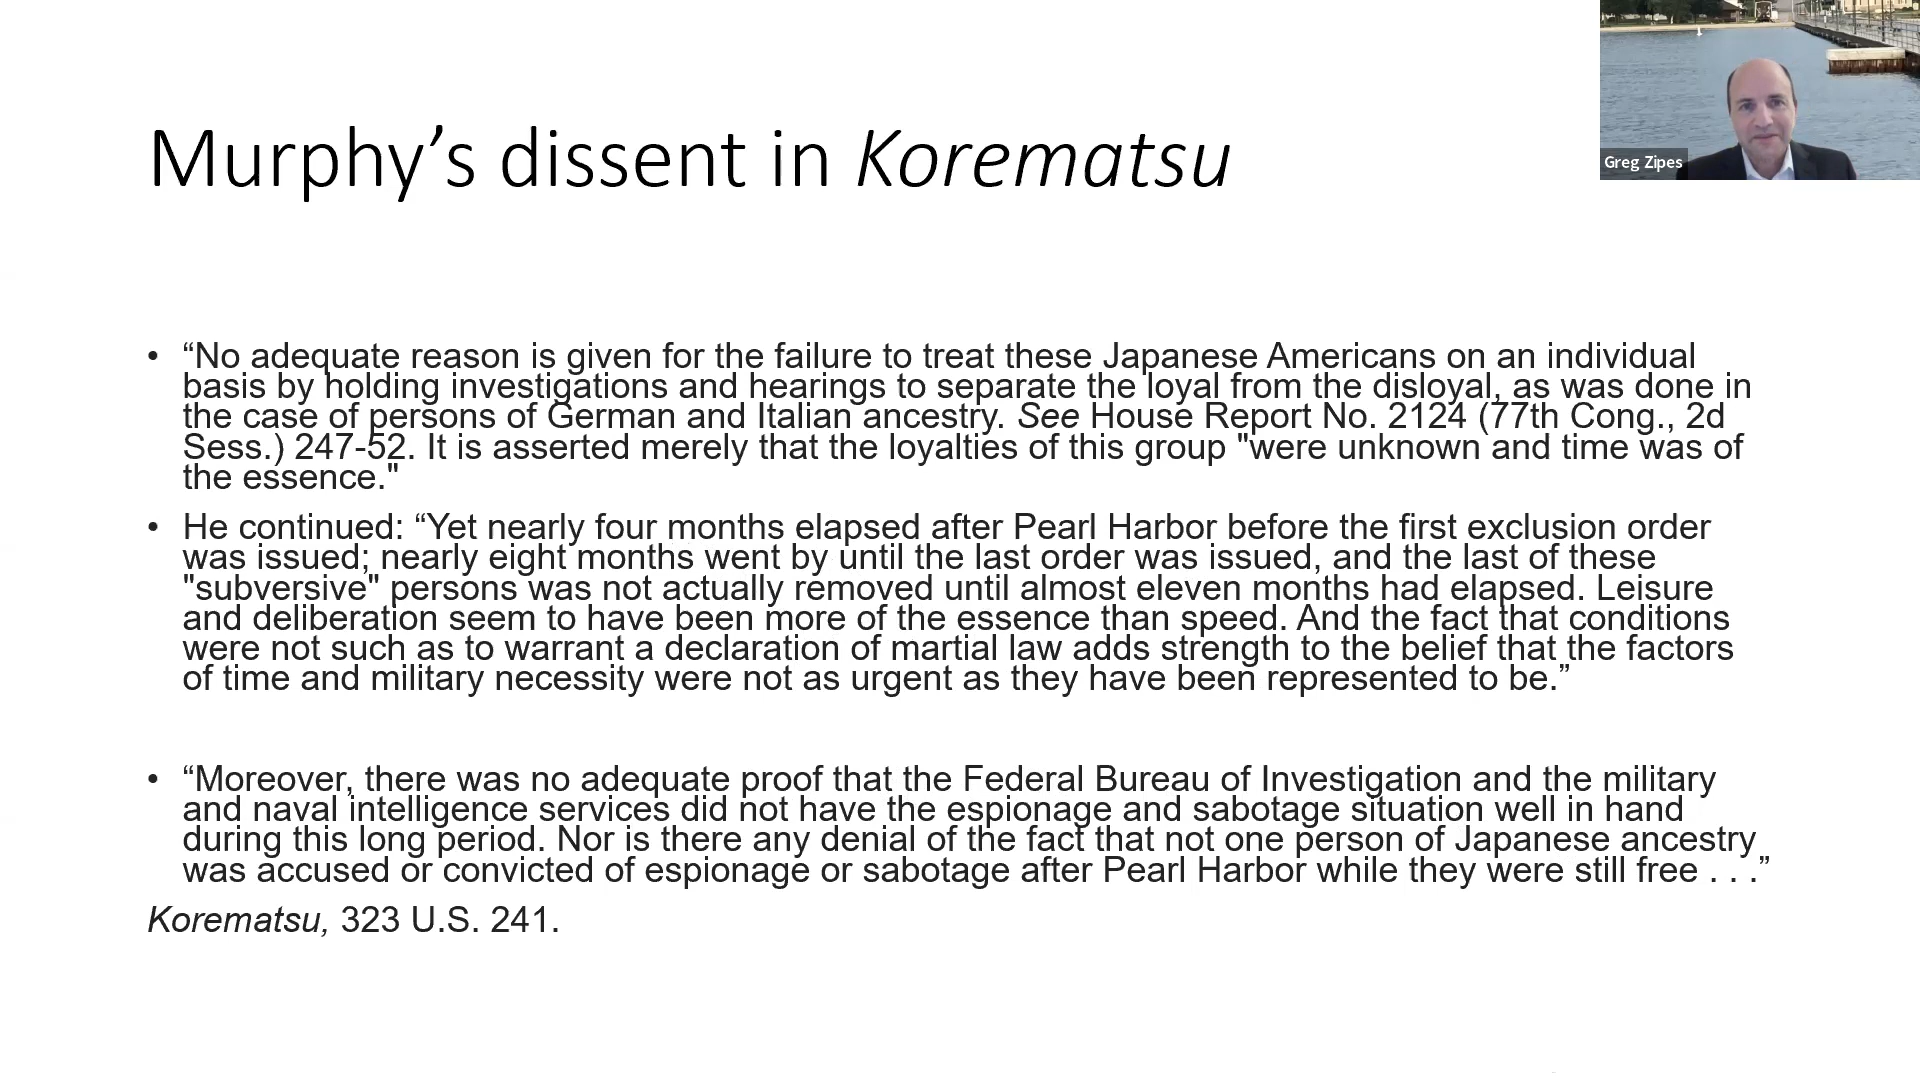 Greg Zipes
Murphy’s dissent in Korematsu
• “No adequate reason is given for the failure to treat these Japanese Americans on an individual
basis by holding investigations and hearings to separate the loyal from the disloyal, as was done in
the case of persons of German and Italian ancestry. See House Report No. 2124 (77th Cong., 2d
Sess.) 247-52. It is asserted merely that the loyalties of this group "were unknown and time was of
the essence."
• He continued: “Yet nearly four months elapsed after Pearl Harbor before the first exclusion order
was issued; nearly eight months went by until the last order was issued, and the last of these
"subversive" persons was not actually removed until almost eleven months had elapsed. Leisure
and deliberation seem to have been more of the essence than speed. And the fact that conditions
were not such as to warrant a declaration of martial law adds strength to the belief that the factors
of time and military necessity were not as urgent as they have been represented to be.”
• “Moreover, there was no adequate proof that the Federal Bureau of Investigation and the military
and naval intelligence services did not have the espionage and sabotage situation well in hand
during this long period. Nor is there any denial of the fact that not one person of Japanese ancestry
was accused or convicted of espionage or sabotage after Pearl Harbor while they were still free . . .”
Korematsu, 323 U.S. 241.